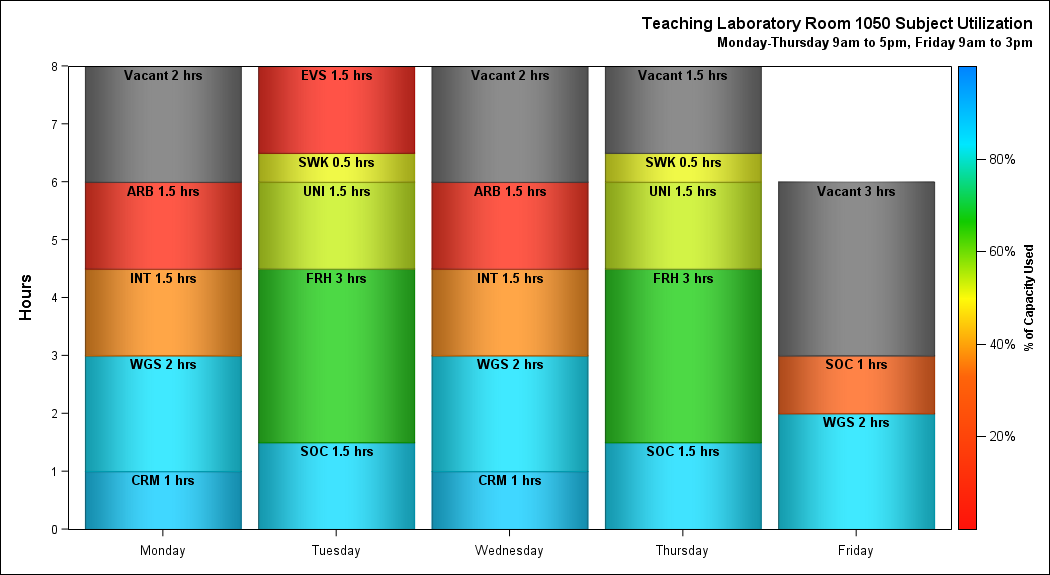 Teaching Laboratory Room 1050 Subject Utilization
Monday-Thursday 9am to 5pm, Friday 9am to 3pm
Hours
8
7
6
5
4
3
2
1
0
Vacant 2 hrs
ARB 1.5 hrs
INT 1.5 hrs
WGS 2 hrs
CRM 1 hrs
EVS 1.5 hrs
SWK 0.5 hrs
UNI 1.5 hrs
FRH 3 hrs
SOC 1.5 hrs
Vacant 2 hrs
ARB 1.5 hrs
INT 1.5 hrs
WGS 2 hrs
CRM 1 hrs
Vacant 1.5 hrs
SWK 0.5 hrs
UNI 1.5 hrs
FRH 3 hrs
SOC 1.5 hrs
Vacant 3 hrs
SOC 1 hrs
WGS 2 hrs
Monday
Tuesday
Wednesday
Thursday
Friday
80%
60%
40%
20%
% of Capacity Used